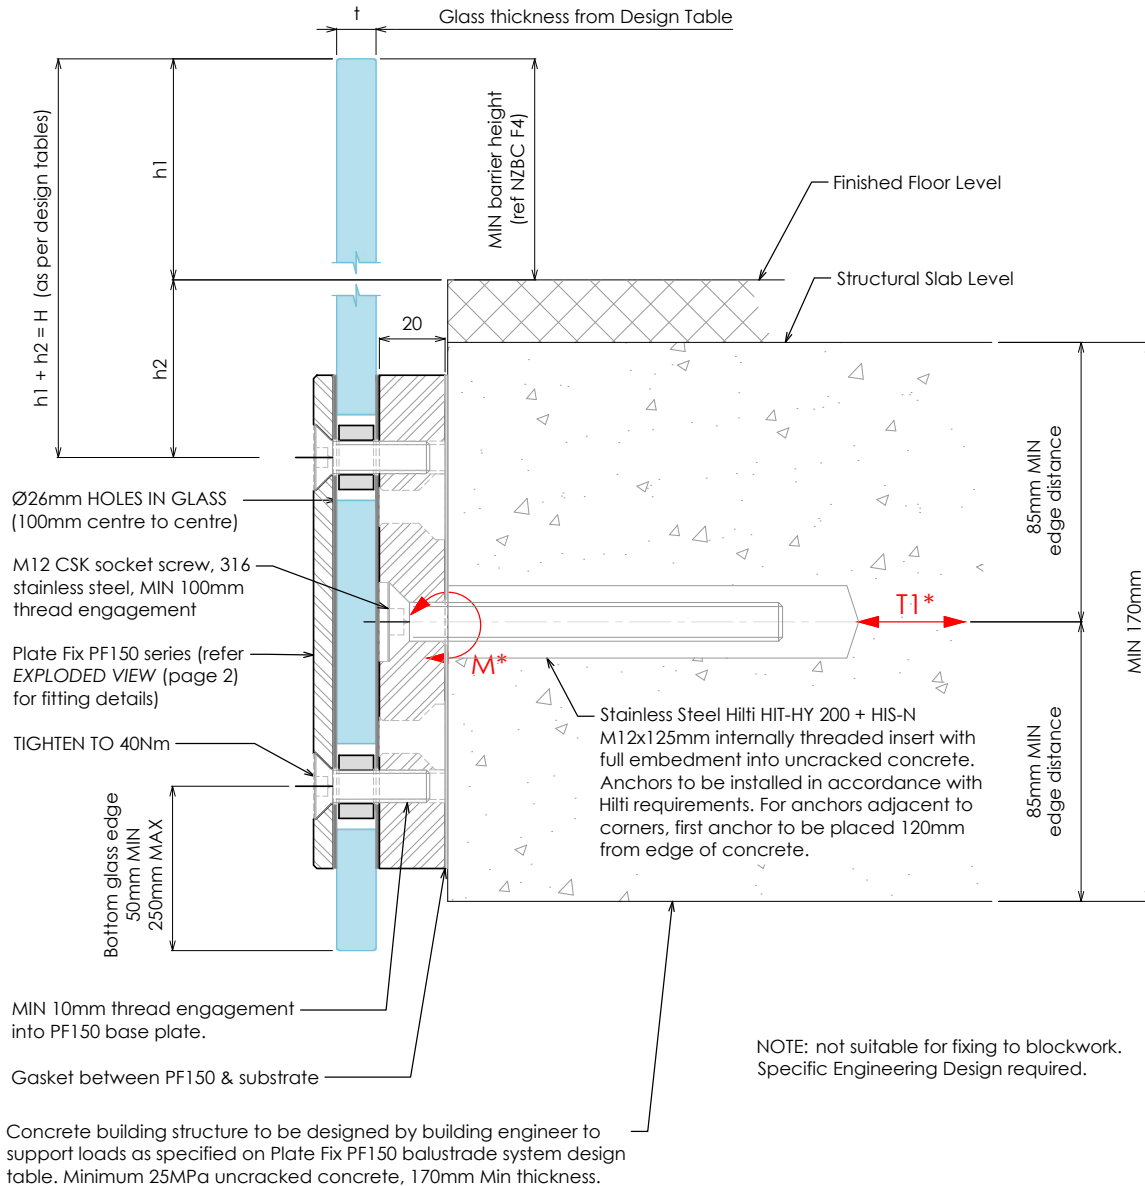 t
Glass thickness from Design Table
h1 + h2 = H (as per design tables)
h1
MIN barrier height
(ref NZBC F4)
Finished Floor Level
Structural Slab Level
h2
20
85mm MIN
edge distance
MIN 170mm
85mm MIN
edge distance
Ø26mm HOLES IN GLASS
(100mm centre to centre)
M12 CSK socket screw, 316
stainless steel, MIN 100mm
thread engagement
Plate Fix PF150 series (refer
EXPLODED VIEW (page 2)
for fitting details)
TIGHTEN TO 40Nm
T1*
M*
Stainless Steel Hilti HIT-HY 200 + HIS-N
M12x125mm internally threaded insert with
full embedment into uncracked concrete.
Anchors to be installed in accordance with
Hilti requirements. For anchors adjacent to
corners, first anchor to be placed 120mm
from edge of concrete.
Bottom glass edge
50mm MIN
250mm MAX
MIN 10mm thread engagement
into PF150 base plate.
Gasket between PF150 & substrate
NOTE: not suitable for fixing to blockwork.
Specific Engineering Design required.
Concrete building structure to be designed by building engineer to
support loads as specified on Plate Fix PF150 balustrade system design
table. Minimum 25MPa uncracked concrete, 170mm Min thickness.